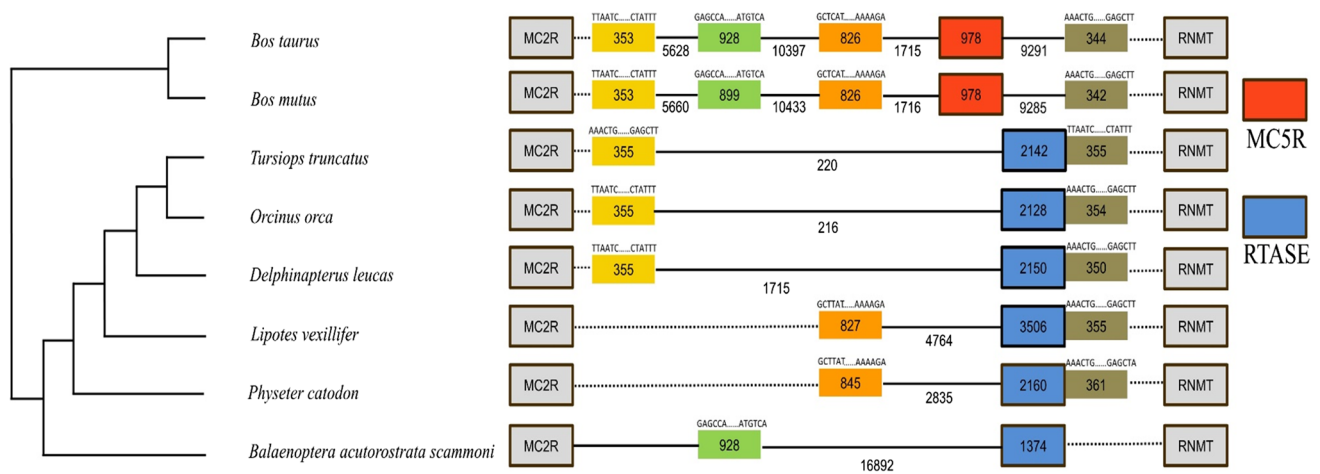 TTAATC......CTATTT GAGCCA......ATGTCA GCTCAT......AAAAGA AAACTG......GAGCTT
Bos taurus MC2R 353 928 826 978 344 RNMT
5628 10397 1715 9291
TTAATC......CTATTT GAGCCA......ATGTCA GCTCAT......AAAAGA AAACTG......GAGCTT
Bos mutus MC2R 353 899 826 978 342 RNMT
5660 10433 1716 9285
MC5R
AAACTG......GAGCTT TTAATC......CTATTT
Tursiops truncatus MC2R 355 2142 355 RNMT
220
TTAATC......CTATTT AAACTG......GAGCTT
Orcinus orca MC2R 355 2128 354 RNMT
216
RTASE
TTAATC......CTATTT AAACTG......GAGCTT
Delphinapterus leucas MC2R 355 2150 350 RNMT
1715
GCTTAT......AAAAGA AAACTG......GAGCTT
Lipotes vexillifer MC2R 827 3506 355 RNMT
4764
GCTTAT......AAAAGA AAACTG......GAGCTA
Physeter catodon MC2R 845 2160 361 RNMT
2835
GAGCCA......ATGTCA
Balaenoptera acutorostrata scammoni MC2R 928 1374 RNMT
16892